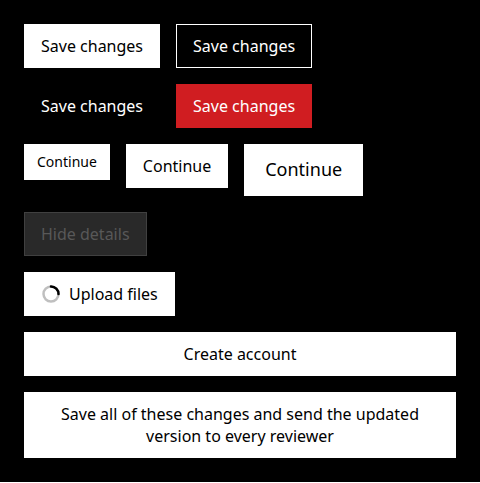 Save changes
Save changes
Save changes
Save changes
Continue
Continue
Continue
Hide details
Upload files
Create account
Save all of these changes and send the updated
version to every reviewer